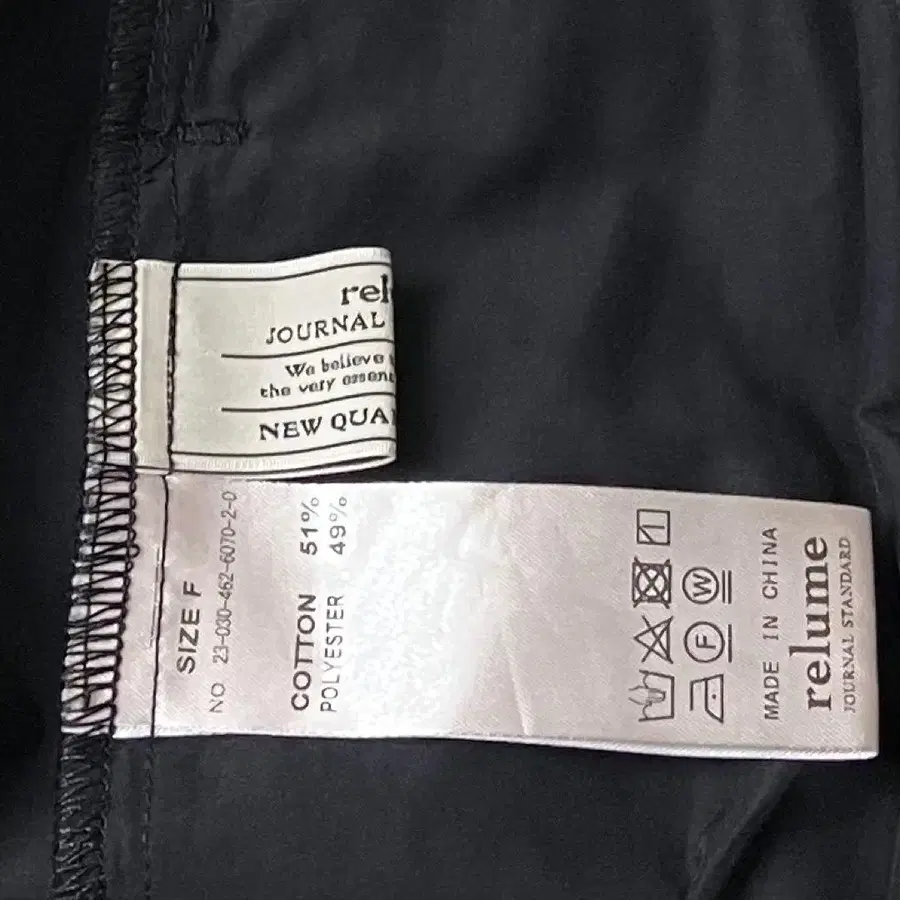 rel
JOURNAL
We believe
the very essen
NEW QUA
SIZE F
NO 23-030-462-6070-2-0
COTTON 51%
POLYESTER 49%
F W
MADE IN CHINA
relume
JOURNAL STANDARD